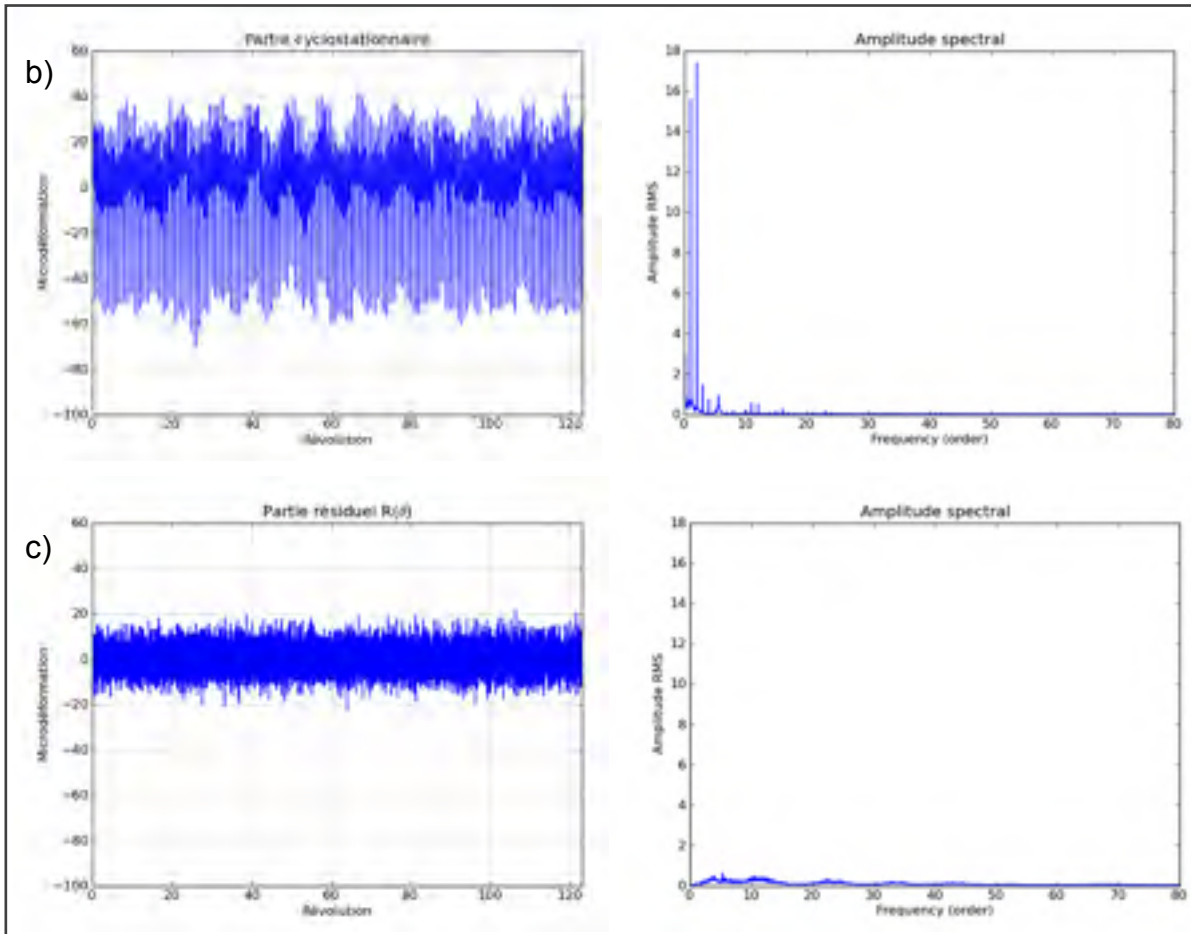 b)
Partie cyclostationnaire
60
40
20
0
−20
−40
−60
−80
−100
Microdéformation
0 20 40 60 80 100 120
Révolution
Amplitude spectral
18
16
14
12
10
8
6
4
2
0
Amplitude RMS
0 10 20 30 40 50 60 70 80
Frequency (order)
c)
Partie résiduel R(θ)
60
40
20
0
−20
−40
−60
−80
−100
Microdéformation
0 20 40 60 80 100 120
Révolution
Amplitude spectral
18
16
14
12
10
8
6
4
2
0
Amplitude RMS
0 10 20 30 40 50 60 70 80
Frequency (order)